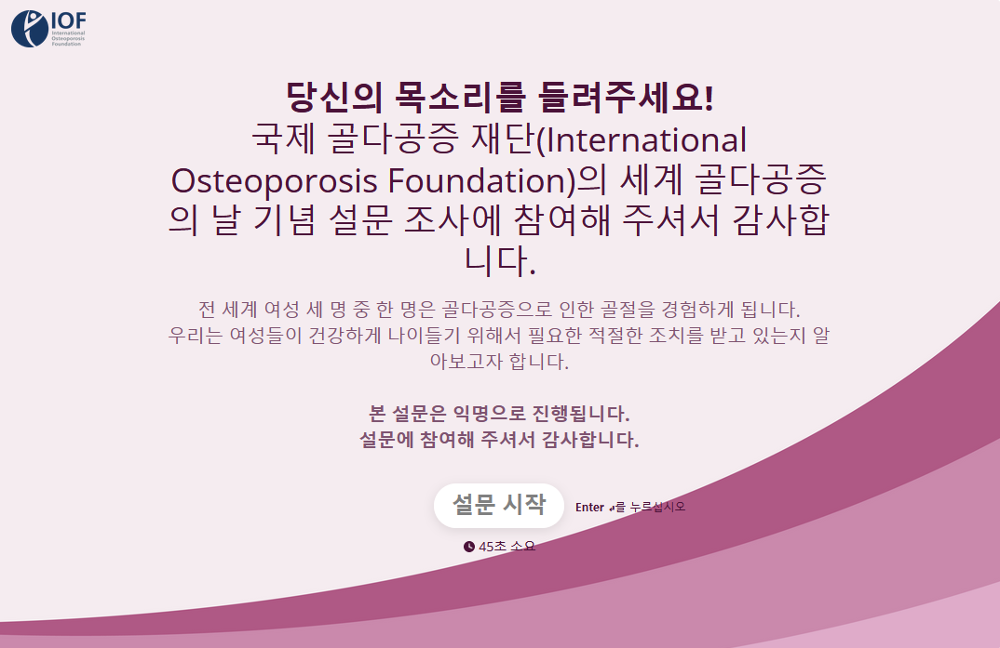 IOF
International
Osteoporosis
Foundation
당신의 목소리를 들려주세요!
국제 골다공증 재단(International
Osteoporosis Foundation)의 세계 골다공증
의 날 기념 설문 조사에 참여해 주셔서 감사합
니다.
전 세계 여성 세 명 중 한 명은 골다공증으로 인한 골절을 경험하게 됩니다.
우리는 여성들이 건강하게 나이들기 위해서 필요한 적절한 조치를 받고 있는지 알
아보고자 합니다.
본 설문은 익명으로 진행됩니다.
설문에 참여해 주셔서 감사합니다.
설문 시작
Enter ↵를 누르십시오
45초 소요